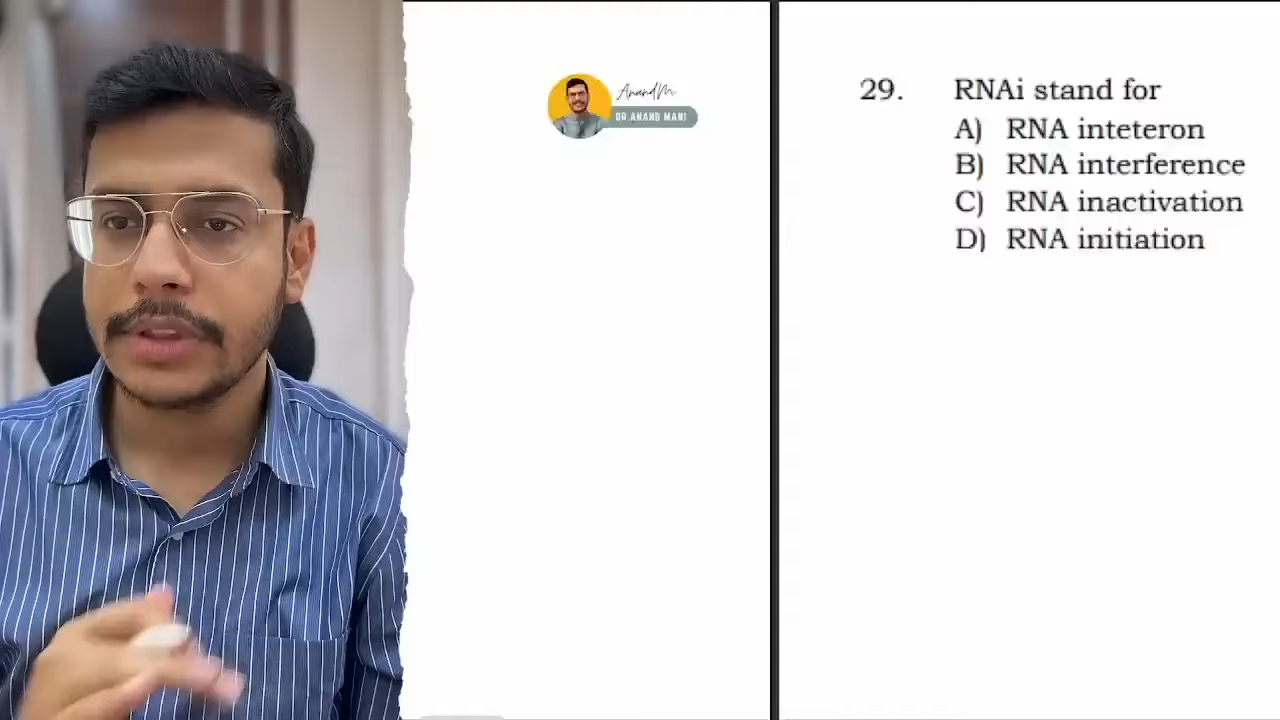 AnandM
DR ANAND MANI
29. RNAi stand for
A) RNA inteteron
B) RNA interference
C) RNA inactivation
D) RNA initiation